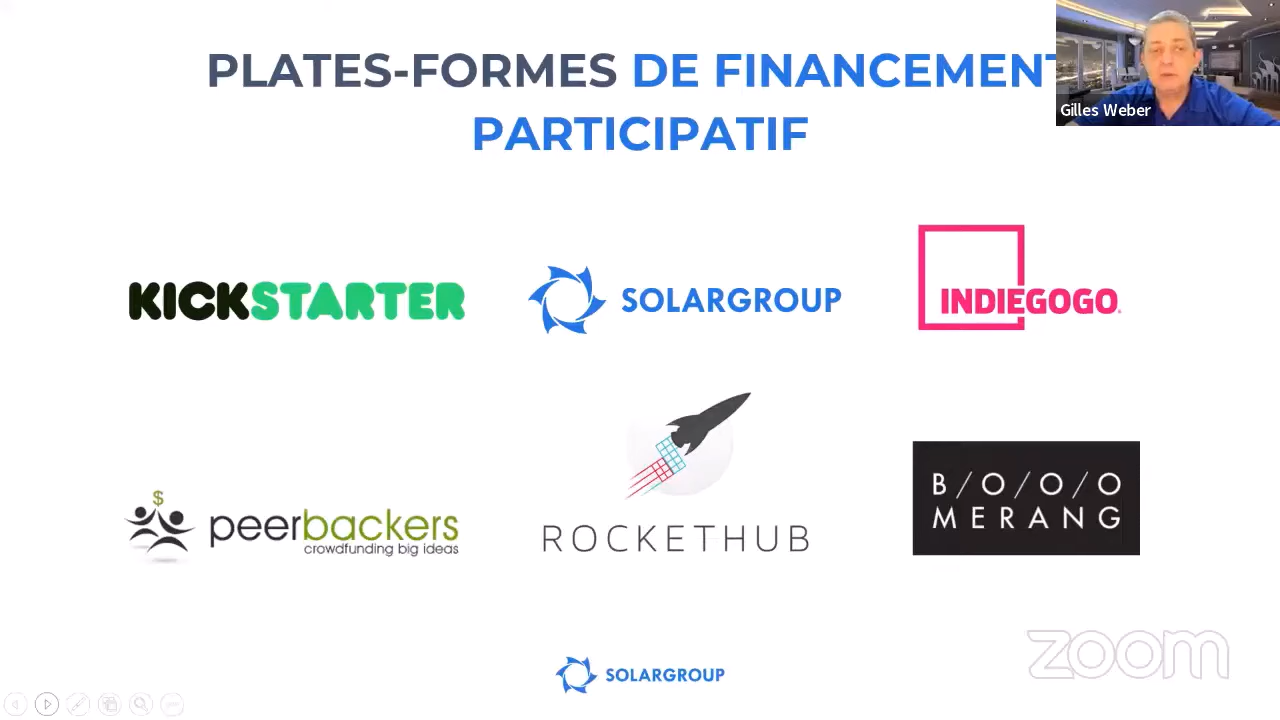 PLATES-FORMES DE FINANCEMENT
PARTICIPATIF
Gilles Weber
KICKSTARTER
SOLARGROUP
INDIEGOGO
peerbackers
crowdfunding big ideas
ROCKETHUB
B/O/O/O
MERANG
SOLARGROUP
zoom